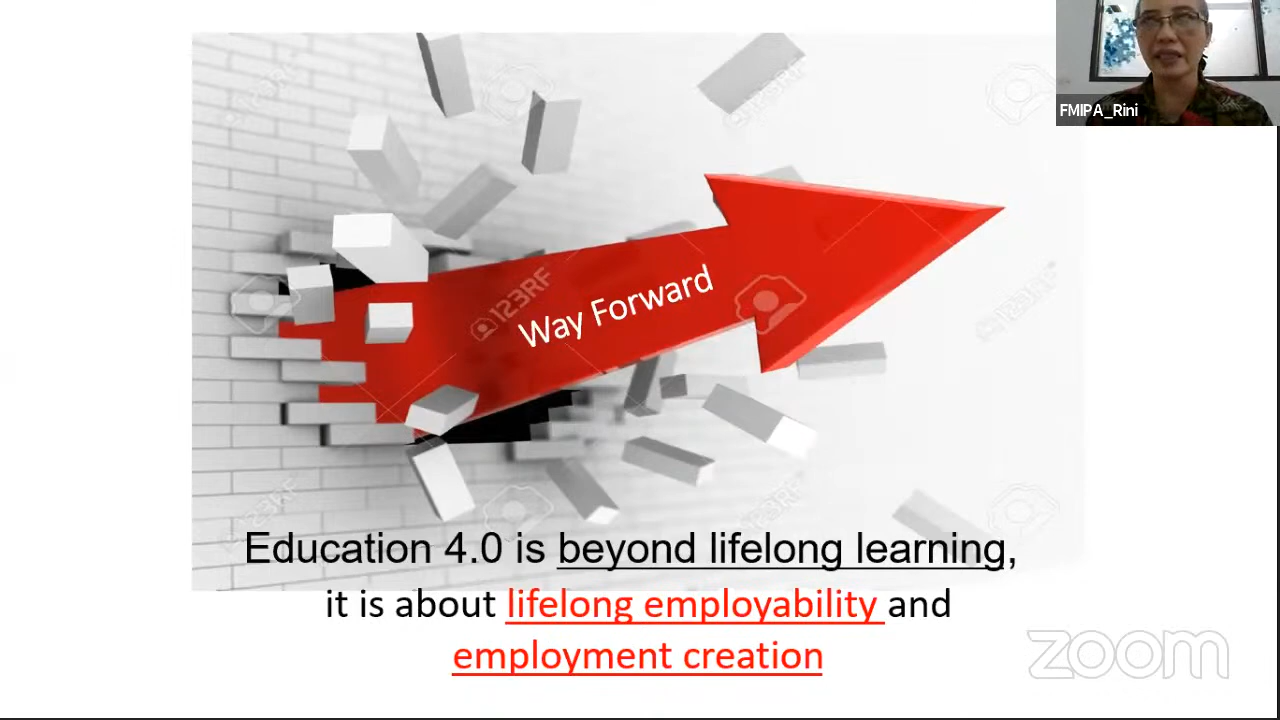 FMIPA_Rini
123RF
Way Forward
Education 4.0 is beyond lifelong learning,
it is about lifelong employability and
employment creation
zoom